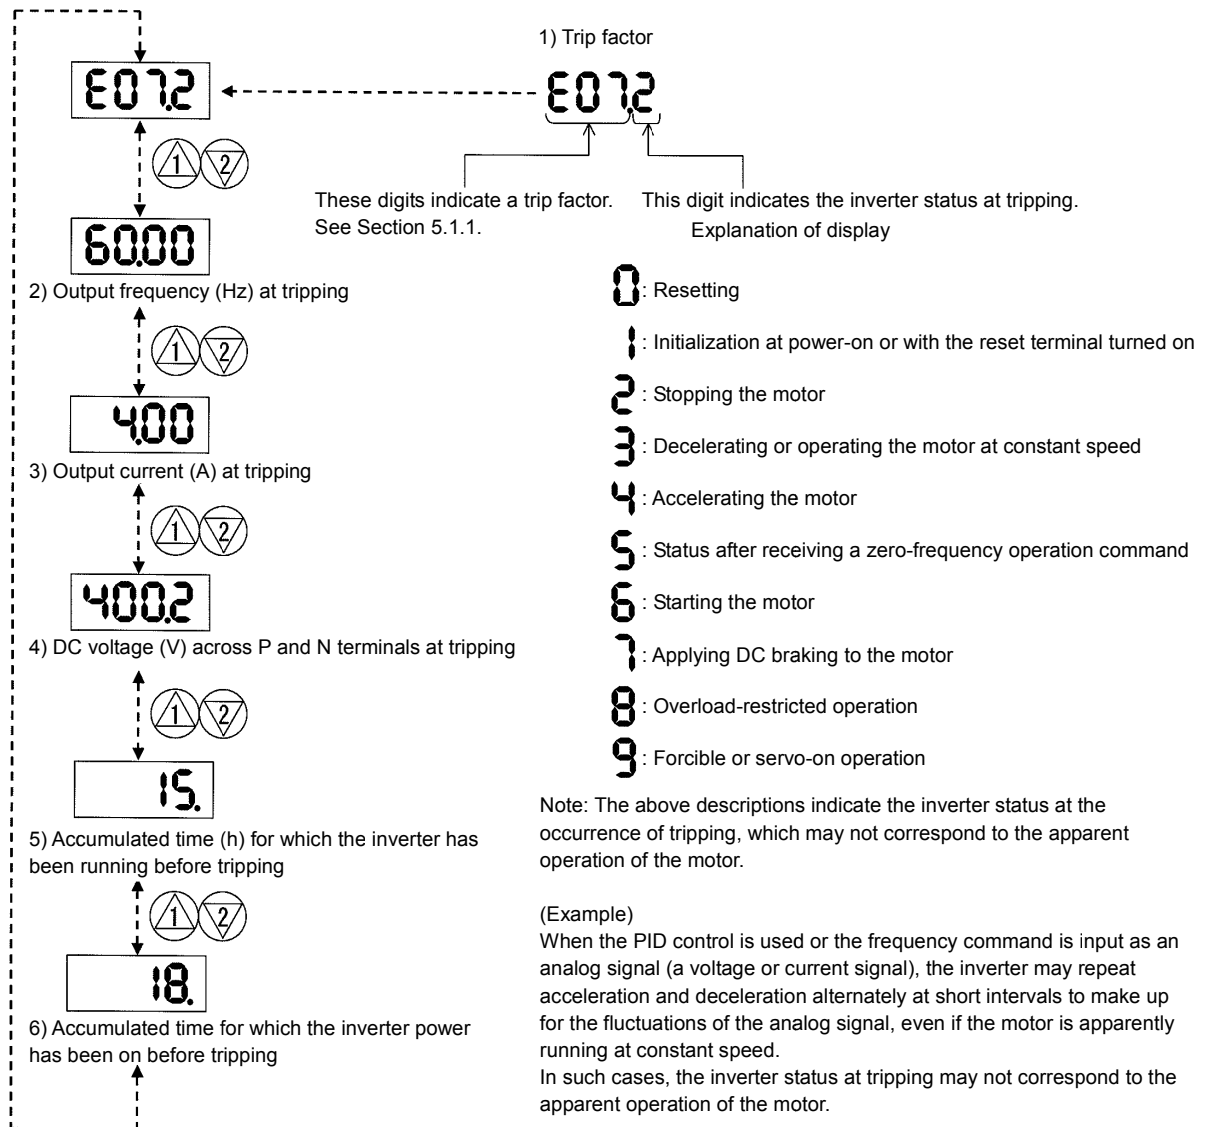 1) Trip factor
E07.2
E07.2
1 2
These digits indicate a trip factor.
See Section 5.1.1.
This digit indicates the inverter status at tripping.
Explanation of display
60.00
2) Output frequency (Hz) at tripping
1 2
4.00
3) Output current (A) at tripping
1 2
400.2
4) DC voltage (V) across P and N terminals at tripping
1 2
15.
5) Accumulated time (h) for which the inverter has
been running before tripping
1 2
18.
6) Accumulated time for which the inverter power
has been on before tripping
0: Resetting
1: Initialization at power-on or with the reset terminal turned on
2: Stopping the motor
3: Decelerating or operating the motor at constant speed
4: Accelerating the motor
5: Status after receiving a zero-frequency operation command
6: Starting the motor
7: Applying DC braking to the motor
8: Overload-restricted operation
9: Forcible or servo-on operation
Note: The above descriptions indicate the inverter status at the
occurrence of tripping, which may not correspond to the apparent
operation of the motor.
(Example)
When the PID control is used or the frequency command is input as an
analog signal (a voltage or current signal), the inverter may repeat
acceleration and deceleration alternately at short intervals to make up
for the fluctuations of the analog signal, even if the motor is apparently
running at constant speed.
In such cases, the inverter status at tripping may not correspond to the
apparent operation of the motor.